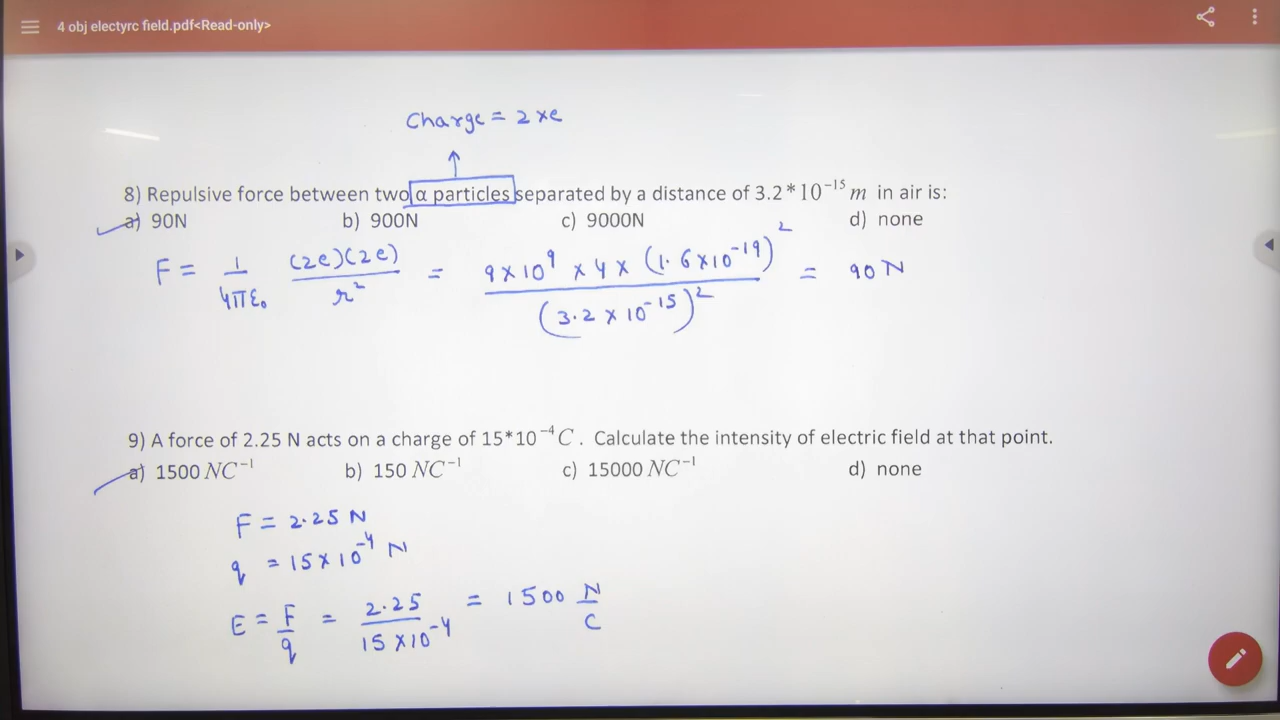 4 obj electyrc field.pdf<Read-only>
Charge = 2 × e
↑
8) Repulsive force between two α particles separated by a distance of 3.2*10⁻¹⁵ m in air is:
a) 90N b) 900N c) 9000N d) none
F = 1/4πε₀ (2e)(2e)/r² = 9×10⁹ × 4 × (1.6×10⁻¹⁹)²/(3.2×10⁻¹⁵)² = 90 N
9) A force of 2.25 N acts on a charge of 15*10⁻⁴ C. Calculate the intensity of electric field at that point.
a) 1500 NC⁻¹ b) 150 NC⁻¹ c) 15000 NC⁻¹ d) none
F = 2.25 N
q = 15×10⁻⁴ N
E = F/q = 2.25/15×10⁻⁴ = 1500 N/C